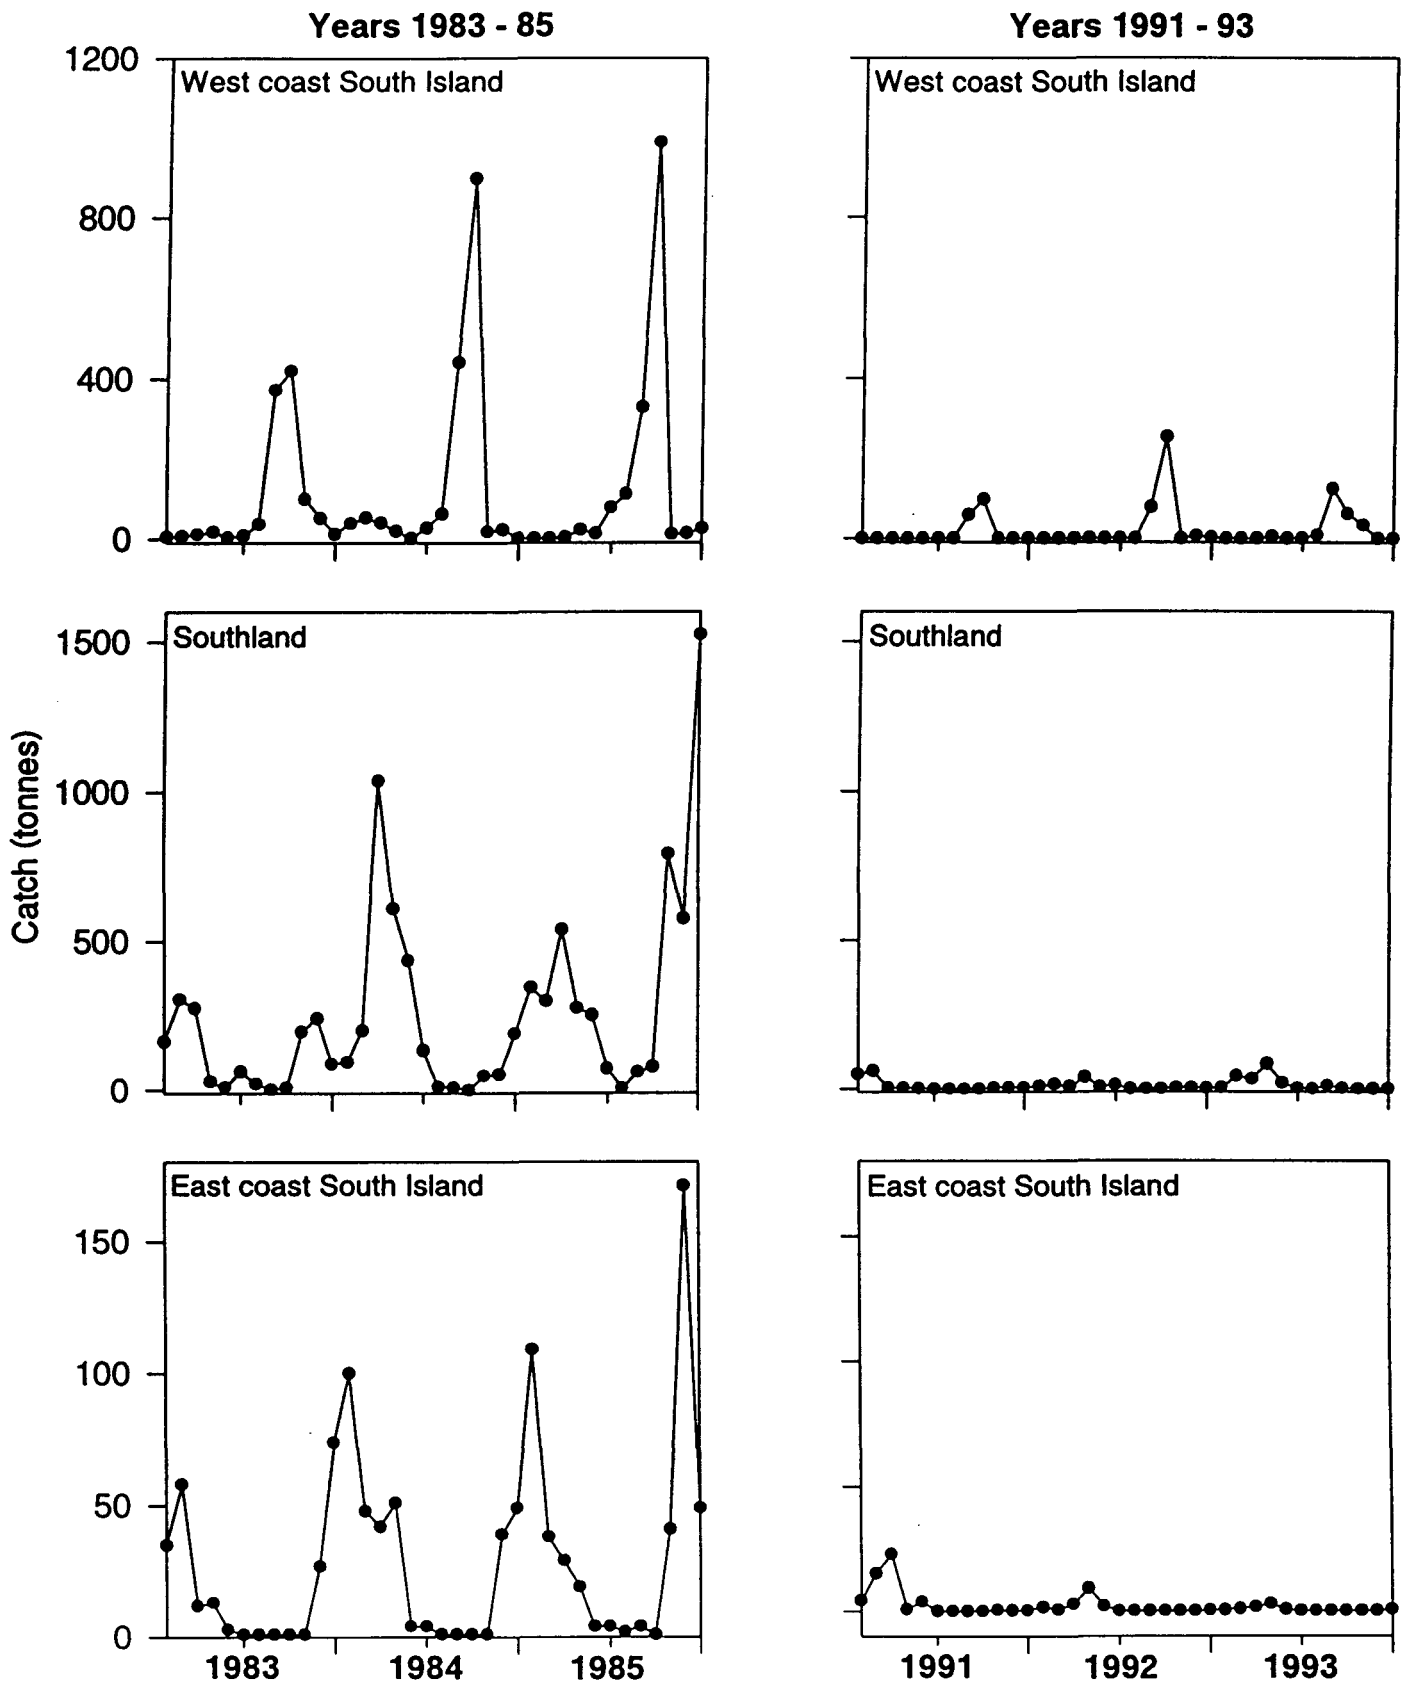 Years 1983 - 85
Years 1991 - 93
1200
800
400
0
West coast South Island
West coast South Island
Catch (tonnes)
1500
1000
500
0
Southland
Southland
150
100
50
0
East coast South Island
East coast South Island
1983
1984
1985
1991
1992
1993